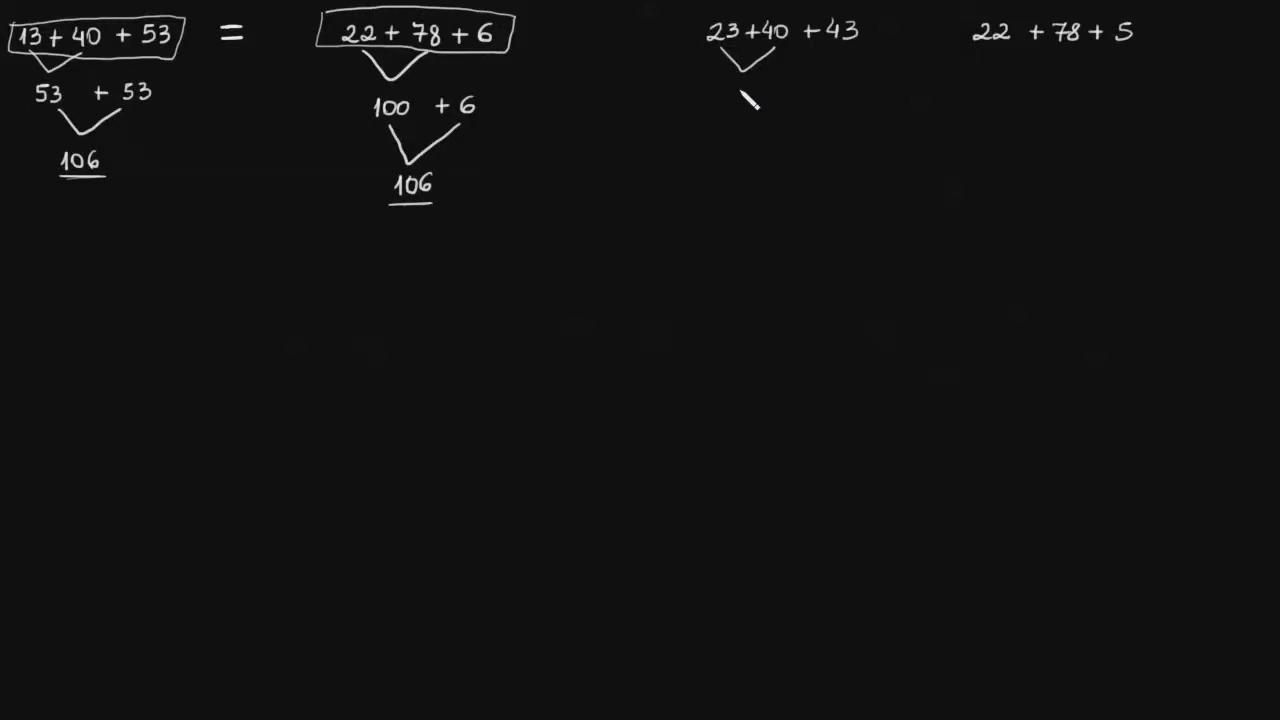 13 + 40 + 53 = 22 + 78 + 6 23 + 40 + 43 22 + 78 + 5
53 + 53 100 + 6
106 106